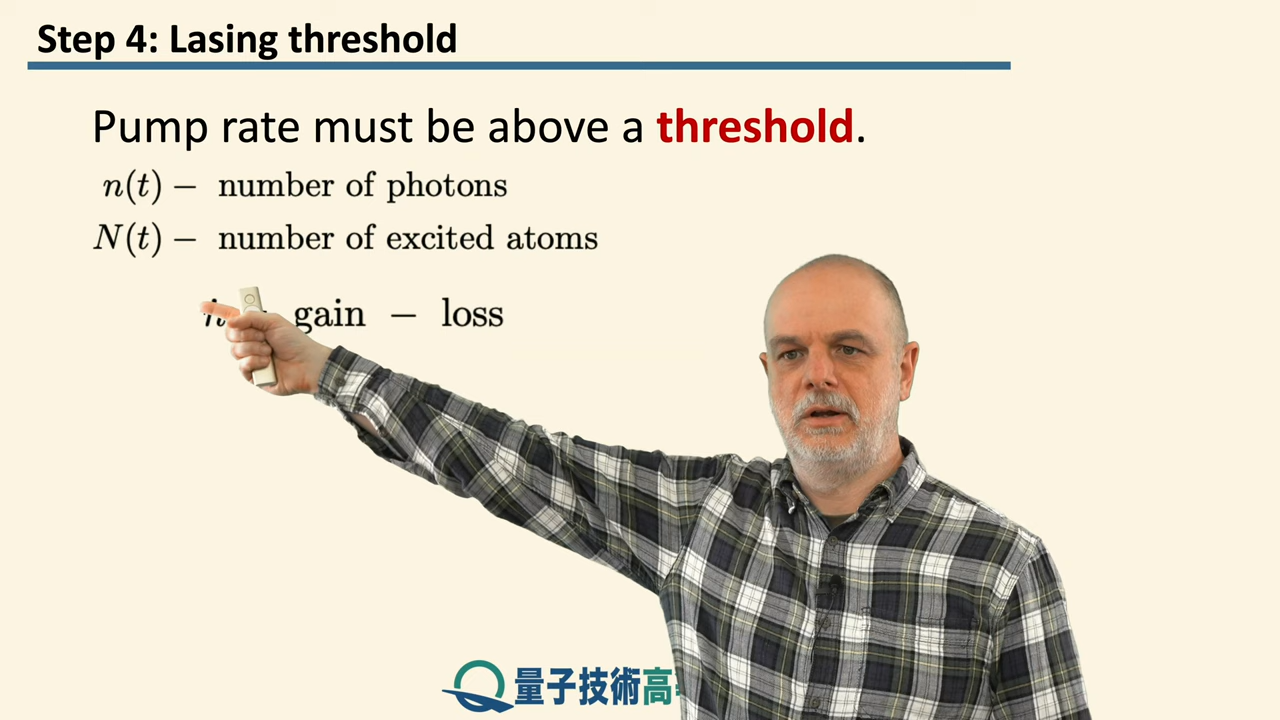 Step 4: Lasing threshold
Pump rate must be above a threshold.
n(t) − number of photons
N(t) − number of excited atoms
gain − loss
量子技術高